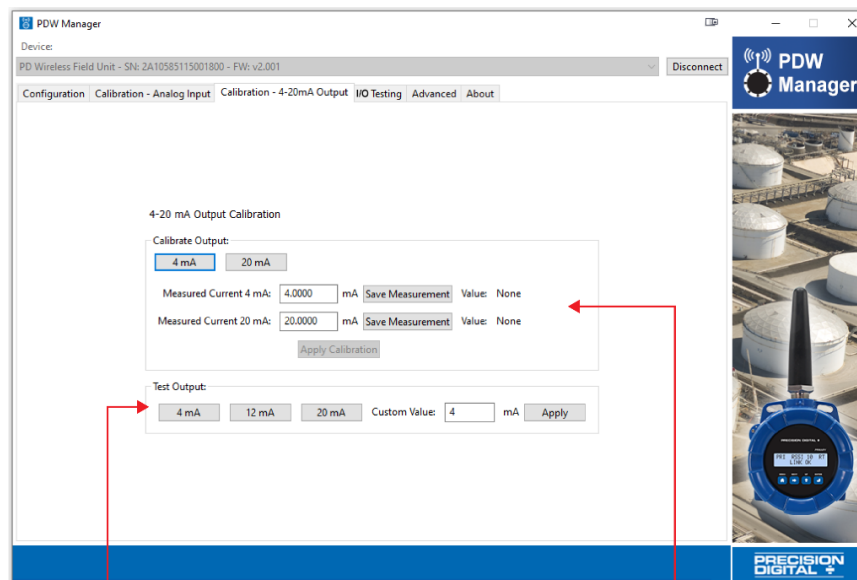 PDW Manager
Device:
PD Wireless Field Unit - SN: 2A10585115001800 - FW: v2.001
Disconnect
Configuration Calibration - Analog Input Calibration - 4-20mA Output I/O Testing Advanced About
PDW
Manager
4-20 mA Output Calibration
Calibrate Output:
4 mA 20 mA
Measured Current 4 mA: 4.0000 mA Save Measurement Value: None
Measured Current 20 mA: 20.0000 mA Save Measurement Value: None
Apply Calibration
Test Output:
4 mA 12 mA 20 mA Custom Value: 4 mA Apply
PRECISION DIGITAL
LINK OK
PRECISION
DIGITAL